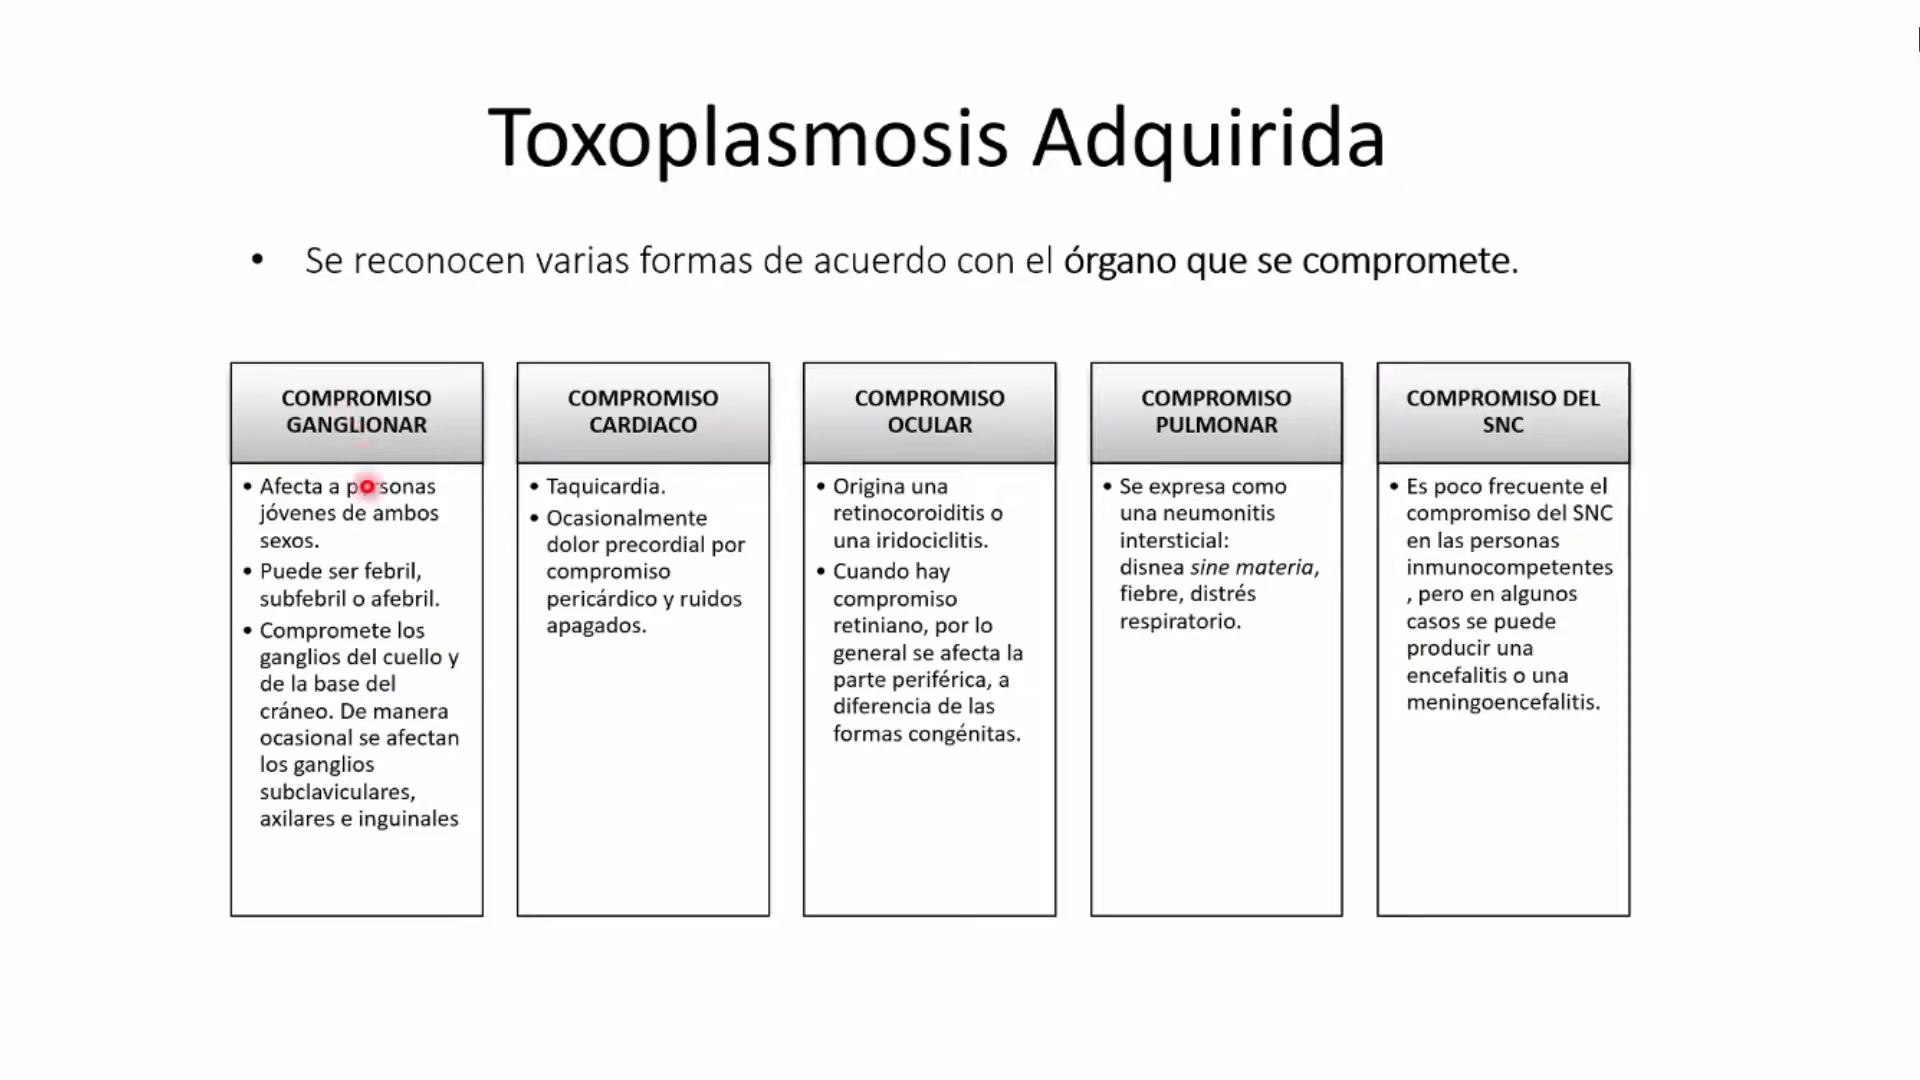 Toxoplasmosis Adquirida
• Se reconocen varias formas de acuerdo con el órgano que se compromete.
COMPROMISO
GANGLIONAR
• Afecta a personas
jóvenes de ambos
sexos.
• Puede ser febril,
subfebril o afebril.
• Compromete los
ganglios del cuello y
de la base del
cráneo. De manera
ocasional se afectan
los ganglios
subclaviculares,
axilares e inguinales
COMPROMISO
CARDIACO
• Taquicardia.
• Ocasionalmente
dolor precordial por
compromiso
pericárdico y ruidos
apagados.
COMPROMISO
OCULAR
• Origina una
retinocoroiditis o
una iridociclitis.
• Cuando hay
compromiso
retiniano, por lo
general se afecta la
parte periférica, a
diferencia de las
formas congénitas.
COMPROMISO
PULMONAR
• Se expresa como
una neumonitis
intersticial:
disnea sine materia,
fiebre, distrés
respiratorio.
COMPROMISO DEL
SNC
• Es poco frecuente el
compromiso del SNC
en las personas
inmunocompetentes
, pero en algunos
casos se puede
producir una
encefalitis o una
meningoencefalitis.